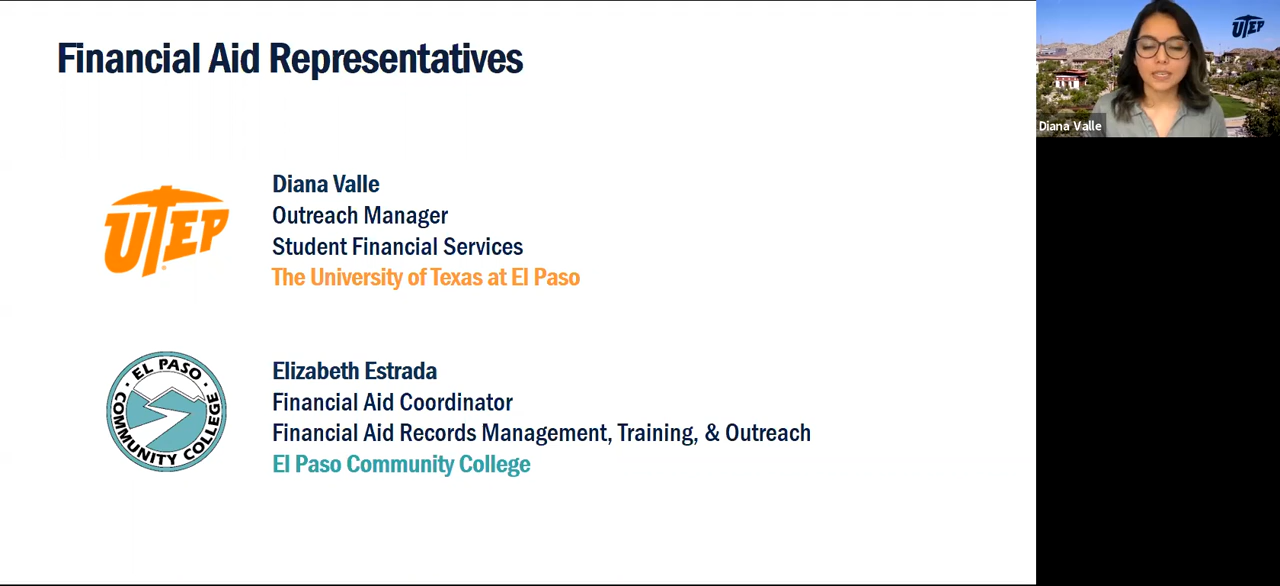 Financial Aid Representatives
UTEP
Diana Valle
Outreach Manager
Student Financial Services
The University of Texas at El Paso
EL PASO
COMMUNITY COLLEGE
Elizabeth Estrada
Financial Aid Coordinator
Financial Aid Records Management, Training, & Outreach
El Paso Community College
UTEP
Diana Valle